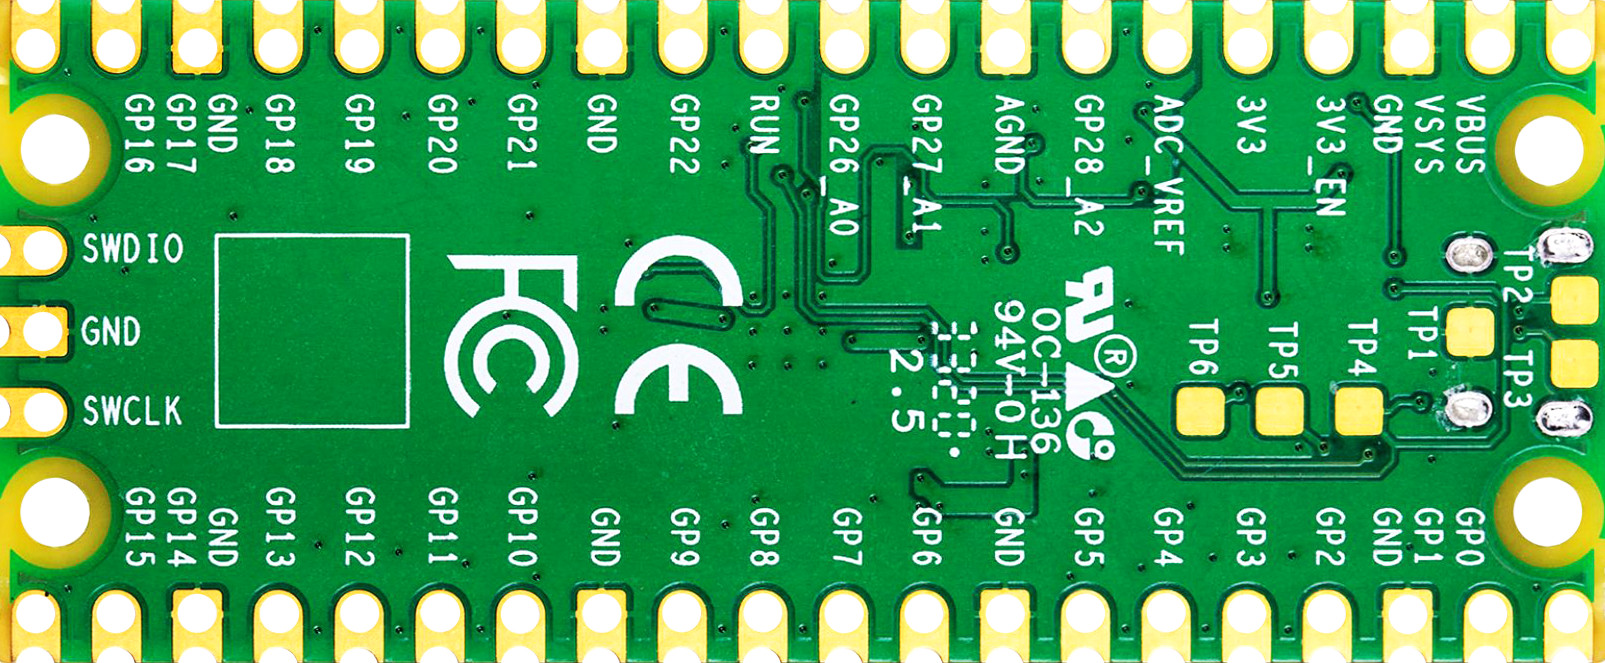 GP16
GP17
GND
GP18
GP19
GP20
GP21
GND
GP22
RUN
GP26_A0
GP27_A1
AGND
GP28_A2
ADC_VREF
3V3
3V3_EN
GND
VSYS
VBUS
SWDIO
GND
SWCLK
FC
CE
2.5
94V-0 H
OC-136
UR®
TP6
TP5
TP4
TP1
TP2
TP3
GP15
GP14
GND
GP13
GP12
GP11
GP10
GND
GP9
GP8
GP7
GP6
GND
GP5
GP4
GP3
GP2
GND
GP1
GP0